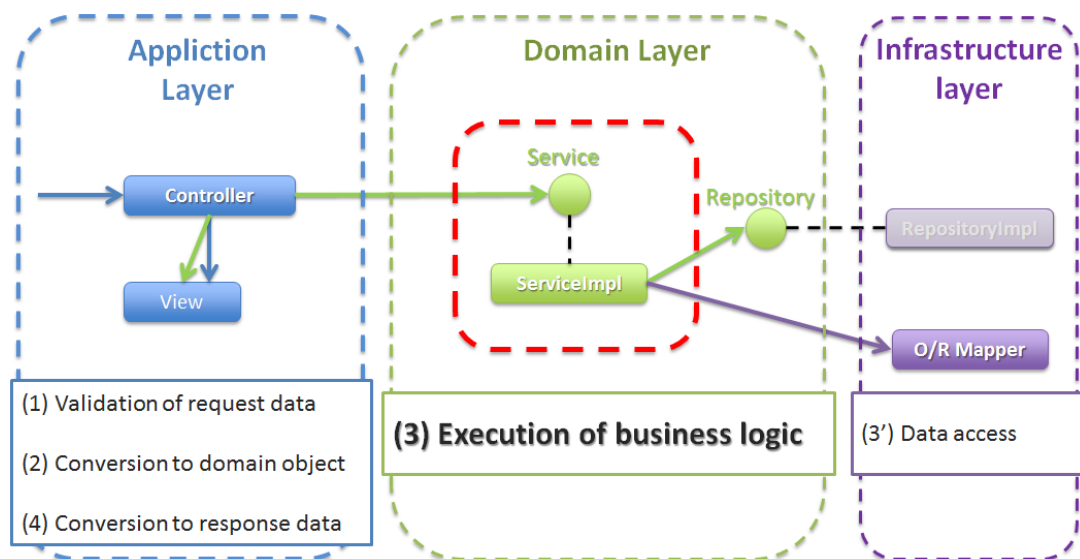 Appliction
Layer
Domain Layer
Infrastructure
layer
Service
Controller
Repository
RepositoryImpl
ServiceImpl
View
O/R Mapper
(1) Validation of request data
(2) Conversion to domain object
(4) Conversion to response data
(3) Execution of business logic
(3’) Data access